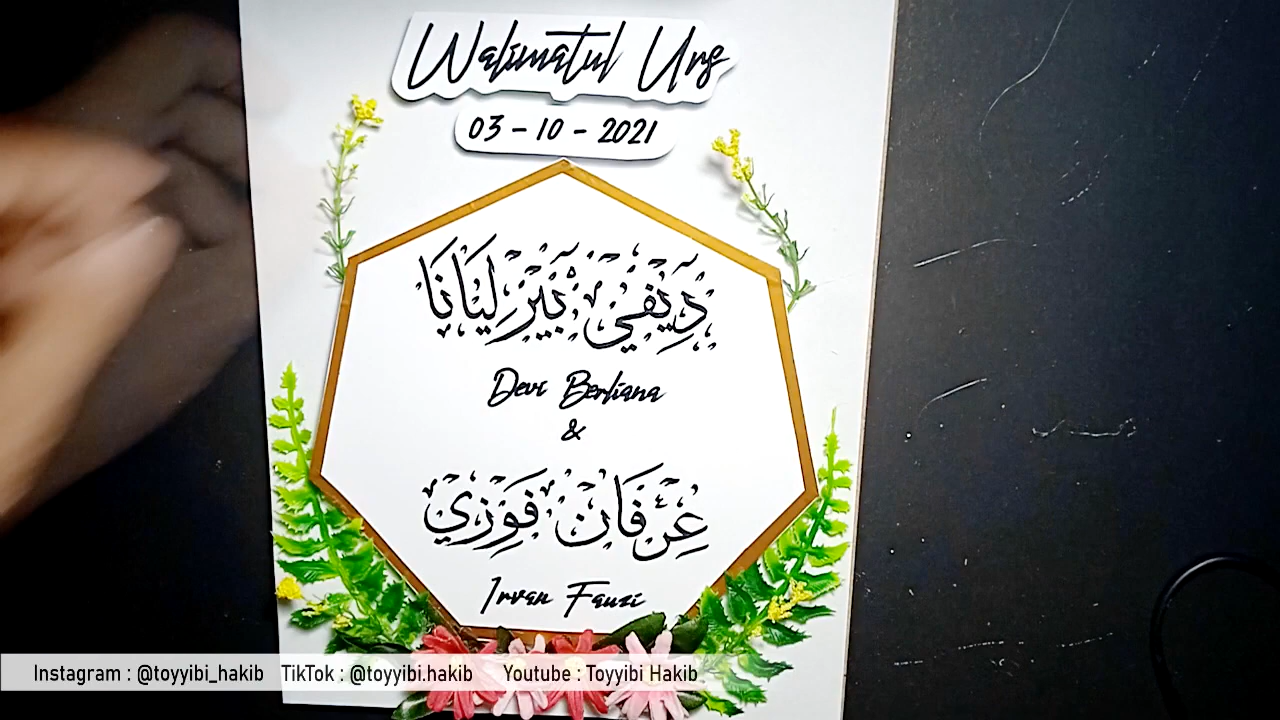 Walimatul Urs
03 - 10 - 2021
دِيفِي بَيرلِيَانَا
Devi Berliana
&
عِرْفَان فَوْزِي
Irvan Fauzi
Instagram : @toyyibi_hakib TikTok : @toyyibi.hakib Youtube : Toyyibi Hakib